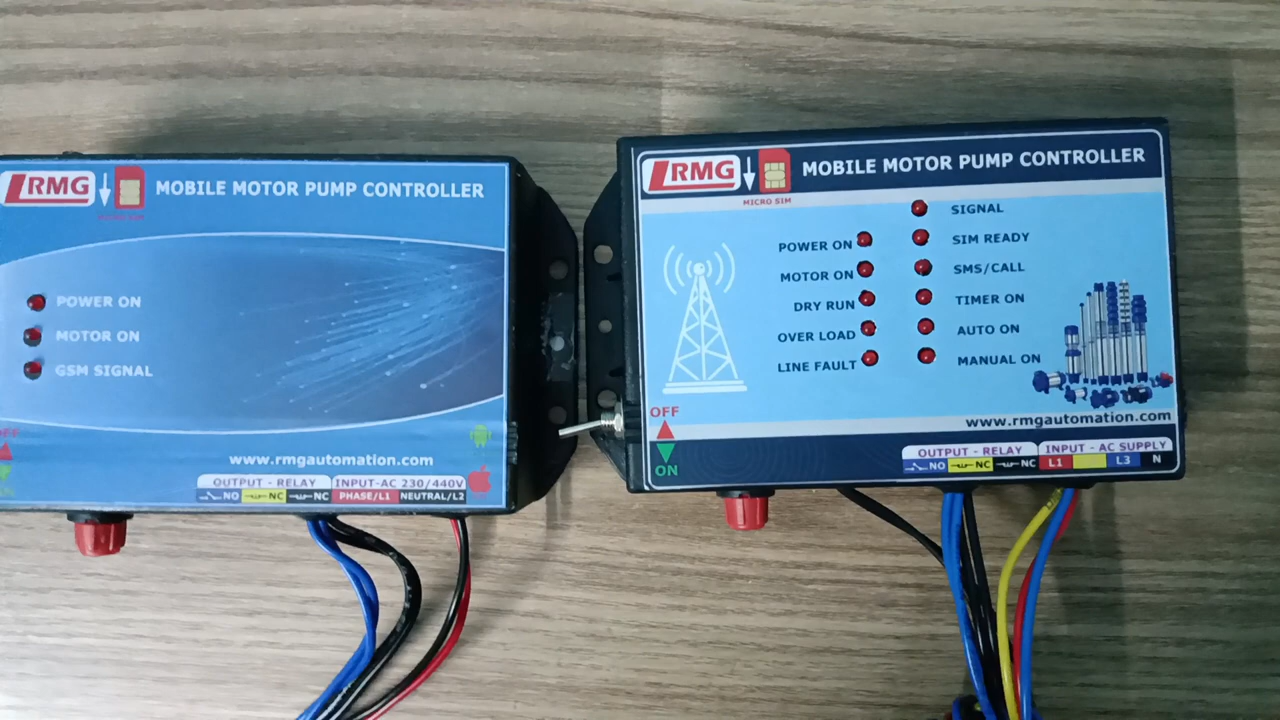 RMG
MICRO SIM
MOBILE MOTOR PUMP CONTROLLER
POWER ON
MOTOR ON
GSM SIGNAL
OFF
www.rmgautomation.com
OUTPUT - RELAY
INPUT-AC 230/440V
NO
NC
NC
PHASE/L1
NEUTRAL/L2
RMG
MICRO SIM
MOBILE MOTOR PUMP CONTROLLER
POWER ON
MOTOR ON
DRY RUN
OVER LOAD
LINE FAULT
SIGNAL
SIM READY
SMS/CALL
TIMER ON
AUTO ON
MANUAL ON
OFF
ON
www.rmgautomation.com
OUTPUT - RELAY
INPUT - AC SUPPLY
NO
NC
NC
L1
L3
N